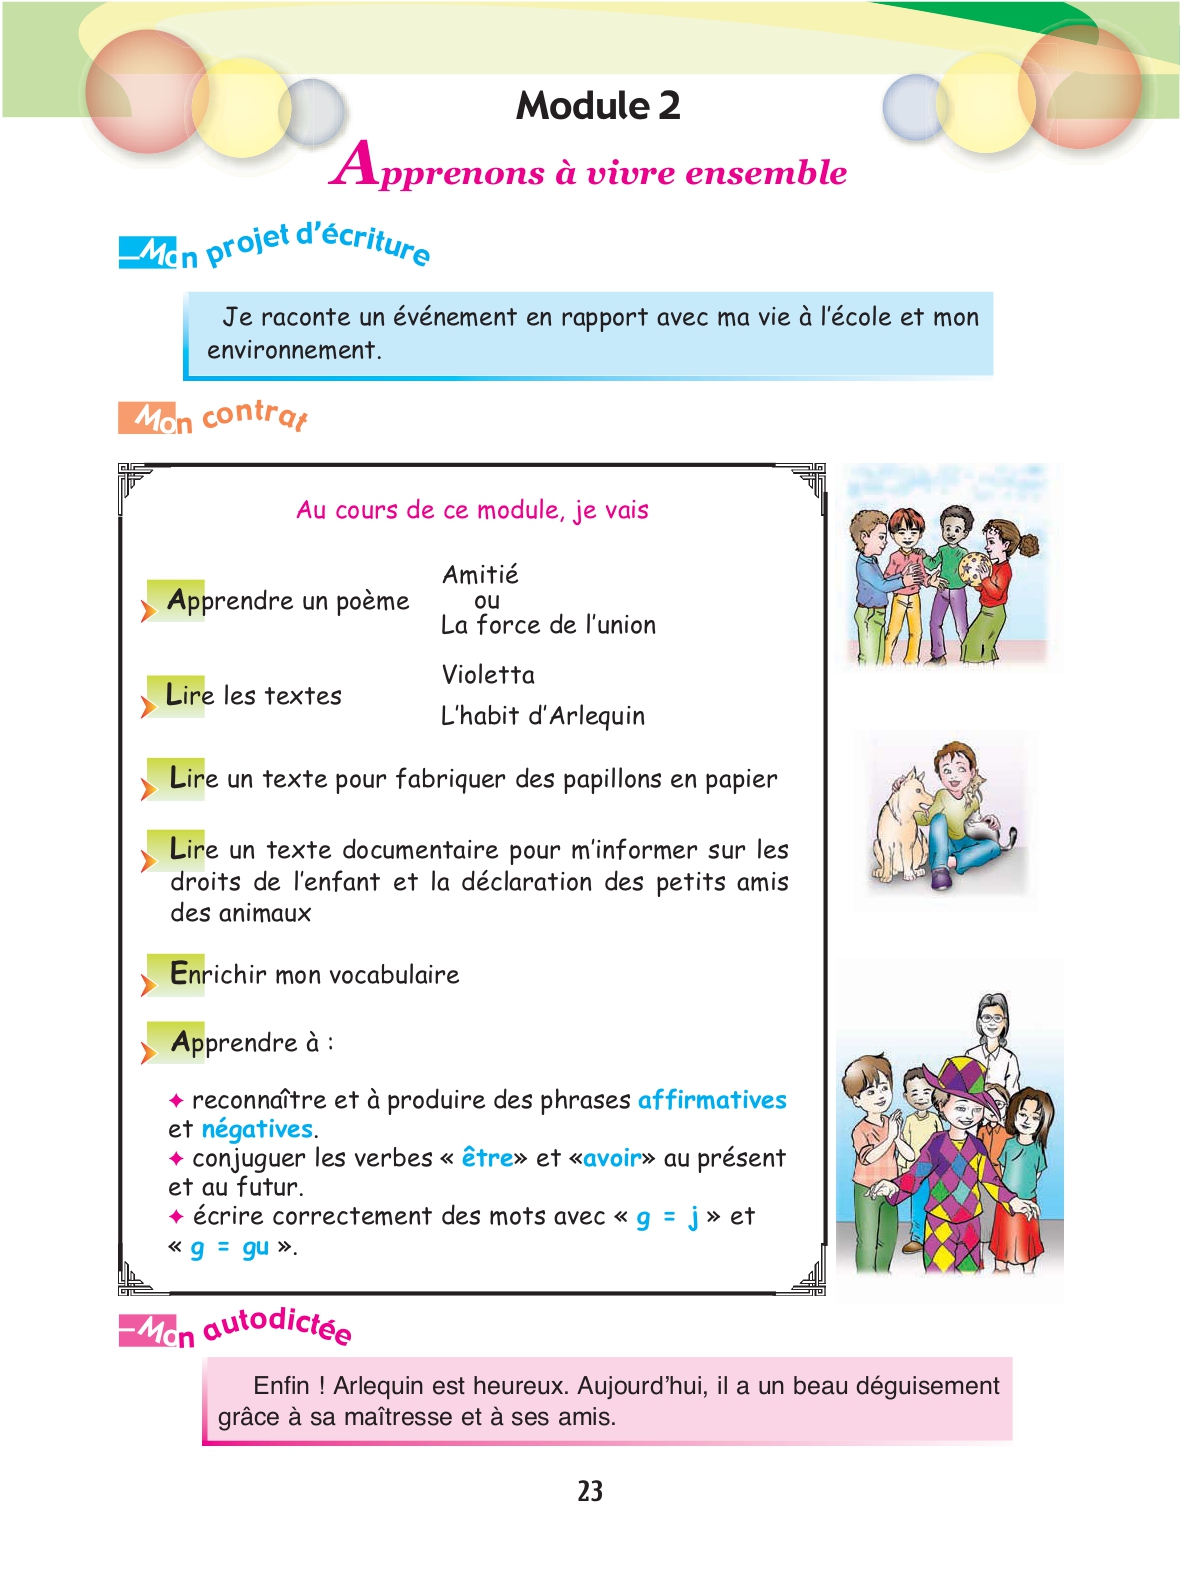 Module 2
Apprenons à vivre ensemble
Mon projet d'écriture
Je raconte un événement en rapport avec ma vie à l'école et mon
environnement.
Mon contrat
Au cours de ce module, je vais
Apprendre un poème
Amitié
ou
La force de l'union
Lire les textes
Violetta
L'habit d'Arlequin
Lire un texte pour fabriquer des papillons en papier
Lire un texte documentaire pour m'informer sur les
droits de l'enfant et la déclaration des petits amis
des animaux
Enrichir mon vocabulaire
Apprendre à :
✦ reconnaître et à produire des phrases affirmatives
et négatives.
✦ conjuguer les verbes « être» et «avoir» au présent
et au futur.
✦ écrire correctement des mots avec « g = j » et
« g = gu ».
Mon autodictée
Enfin ! Arlequin est heureux. Aujourd'hui, il a un beau déguisement
grâce à sa maîtresse et à ses amis.
23